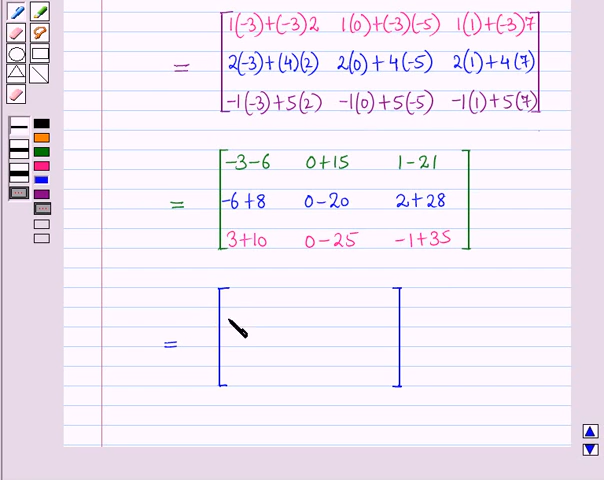 1(-3)+(-3)2 1(0)+(-3)(-5) 1(1)+(-3)7
= 2(-3)+(4)(2) 2(0)+4(-5) 2(1)+4(7)
-1(-3)+5(2) -1(0)+5(-5) -1(1)+5(7)
-3-6 0+15 1-21
= -6+8 0-20 2+28
3+10 0-25 -1+35
=